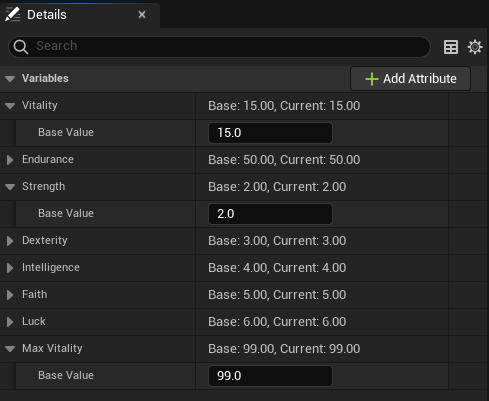 Details
Search
Variables
Add Attribute
Vitality Base: 15.00, Current: 15.00
Base Value 15.0
Endurance Base: 50.00, Current: 50.00
Strength Base: 2.00, Current: 2.00
Base Value 2.0
Dexterity Base: 3.00, Current: 3.00
Intelligence Base: 4.00, Current: 4.00
Faith Base: 5.00, Current: 5.00
Luck Base: 6.00, Current: 6.00
Max Vitality Base: 99.00, Current: 99.00
Base Value 99.0